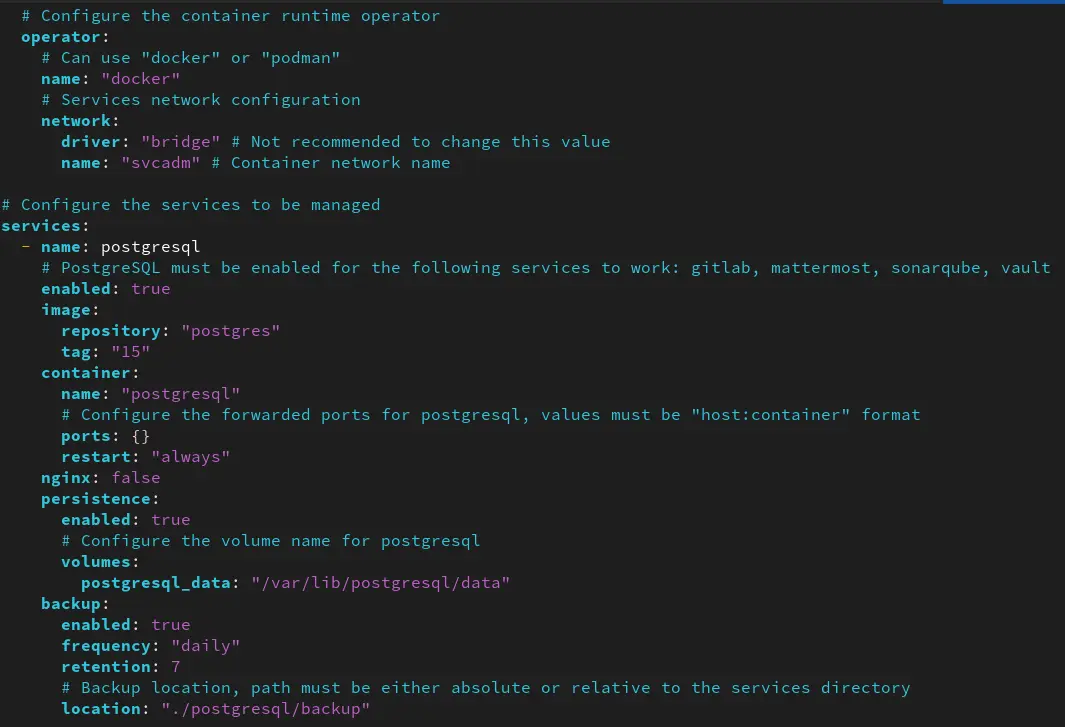 # Configure the container runtime operator
  operator:
    # Can use "docker" or "podman"
    name: "docker"
    # Services network configuration
    network:
      driver: "bridge" # Not recommended to change this value
      name: "svcadm" # Container network name

# Configure the services to be managed
services:
  - name: postgresql
    # PostgreSQL must be enabled for the following services to work: gitlab, mattermost, sonarqube, vault
    enabled: true
    image:
      repository: "postgres"
      tag: "15"
    container:
      name: "postgresql"
      # Configure the forwarded ports for postgresql, values must be "host:container" format
      ports: {}
      restart: "always"
    nginx: false
    persistence:
      enabled: true
      # Configure the volume name for postgresql
      volumes:
        postgresql_data: "/var/lib/postgresql/data"
    backup:
      enabled: true
      frequency: "daily"
      retention: 7
      # Backup location, path must be either absolute or relative to the services directory
      location: "./postgresql/backup"